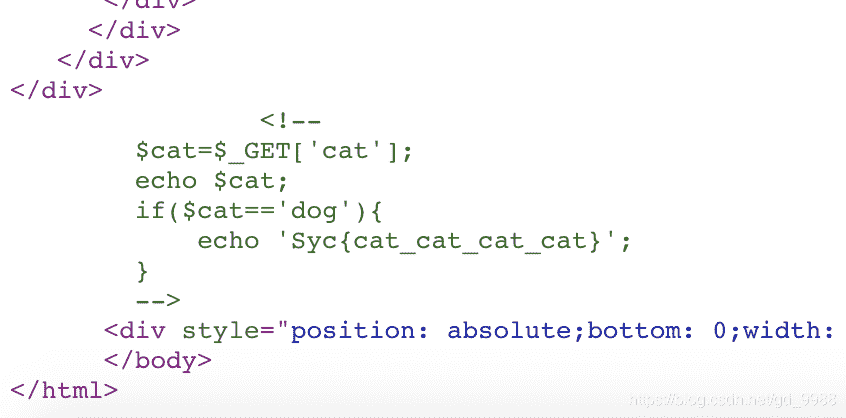 </div>
</div>
</div>
</div>
<!--
$cat=$_GET['cat'];
echo $cat;
if($cat=='dog'){
echo 'Syc{cat_cat_cat_cat}';
}
-->
<div style="position: absolute;bottom: 0;width:
</body>
</html>
https://blog.csdn.net/gd_9988